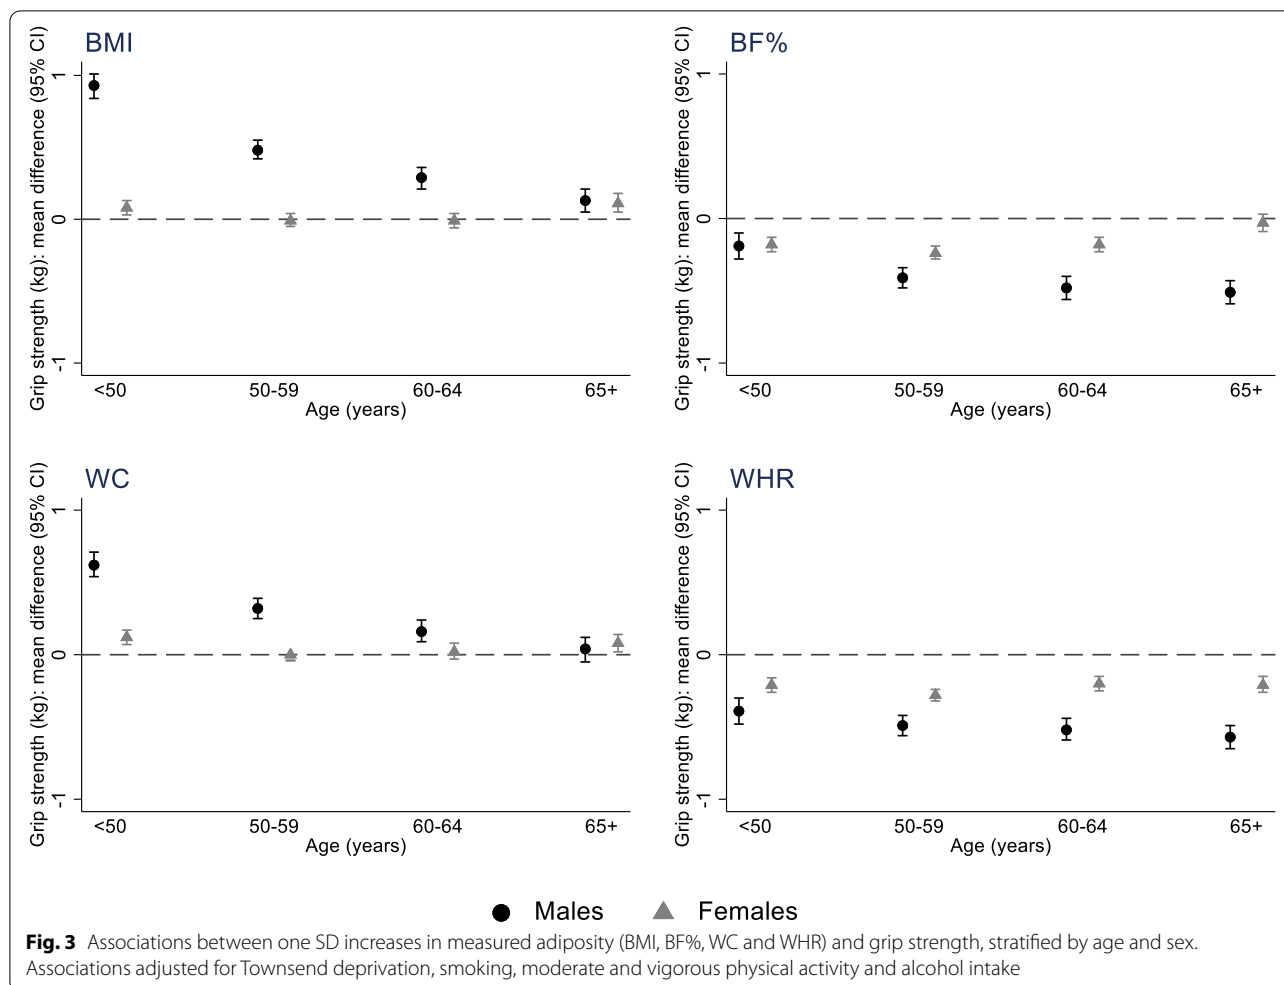 BMI
Grip strength (kg): mean difference (95% CI)
1
0
-1
<50 50-59 60-64 65+
Age (years)
BF%
Grip strength (kg): mean difference (95% CI)
1
0
-1
<50 50-59 60-64 65+
Age (years)
WC
Grip strength (kg): mean difference (95% CI)
1
0
-1
<50 50-59 60-64 65+
Age (years)
WHR
Grip strength (kg): mean difference (95% CI)
1
0
-1
<50 50-59 60-64 65+
Age (years)
Males Females
Fig. 3 Associations between one SD increases in measured adiposity (BMI, BF%, WC and WHR) and grip strength, stratified by age and sex.
Associations adjusted for Townsend deprivation, smoking, moderate and vigorous physical activity and alcohol intake